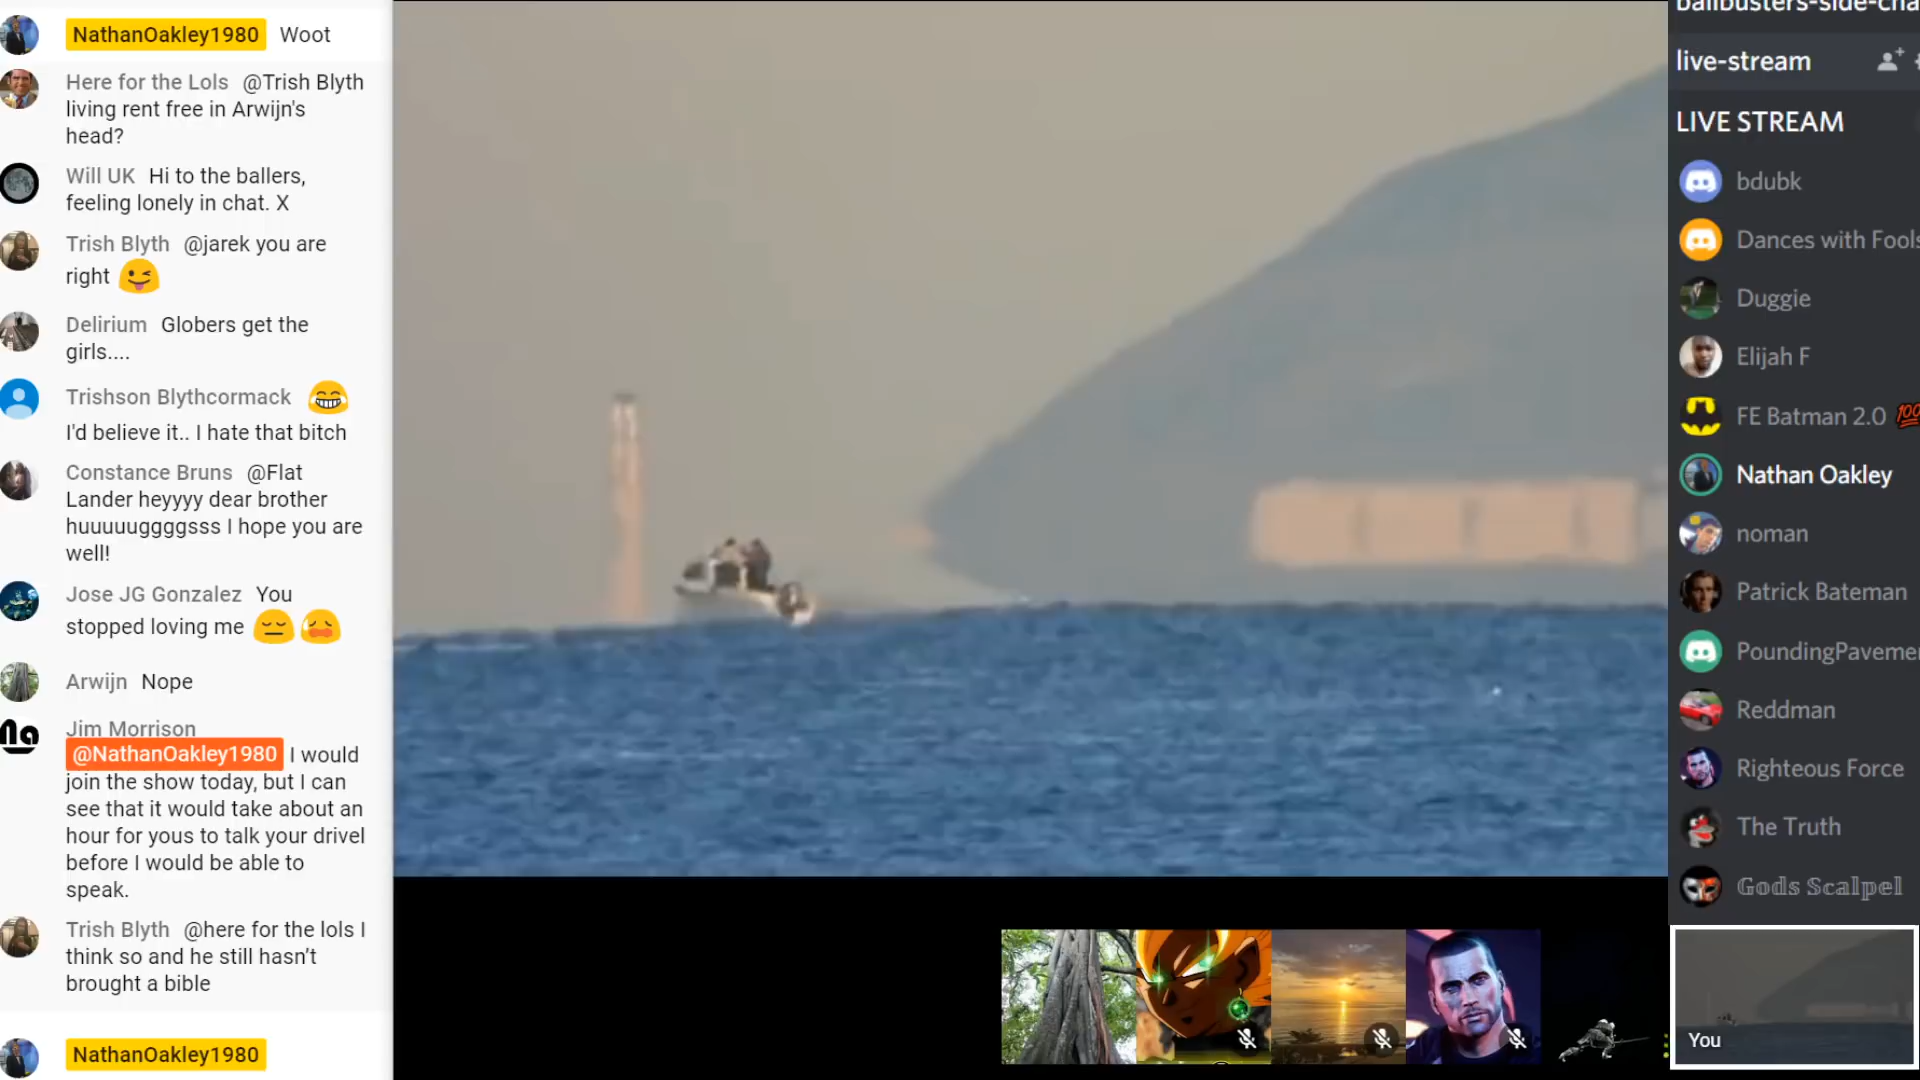 NathanOakley1980 Woot
Here for the Lols @Trish Blyth
living rent free in Arwijn's
head?
Will UK Hi to the ballers,
feeling lonely in chat. X
Trish Blyth @jarek you are
right
Delirium Globers get the
girls....
Trishson Blythcormack
I'd believe it.. I hate that bitch
Constance Bruns @Flat
Lander heyyyy dear brother
huuuuuggggsss I hope you are
well!
Jose JG Gonzalez You
stopped loving me
Arwijn Nope
Jim Morrison
@NathanOakley1980 I would
join the show today, but I can
see that it would take about an
hour for yous to talk your drivel
before I would be able to
speak.
Trish Blyth @here for the lols I
think so and he still hasn’t
brought a bible
NathanOakley1980
ballbusters-side-cha
live-stream
LIVE STREAM
bdubk
Dances with Fools
Duggie
Elijah F
FE Batman 2.0 💯
Nathan Oakley
noman
Patrick Bateman
PoundingPavemen
Reddman
Righteous Force
The Truth
𝔾𝕠𝕕𝕤 𝕊𝕔𝕒𝕝𝕡𝕖𝕝
You